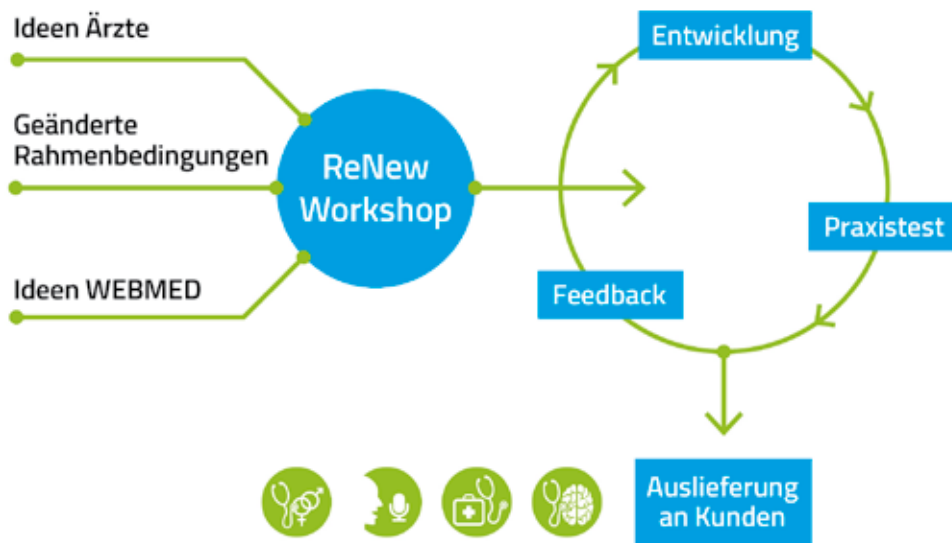 Ideen Ärzte
Geänderte
Rahmenbedingungen
Ideen WEBMED
ReNew
Workshop
Entwicklung
Praxistest
Feedback
Auslieferung
an Kunden